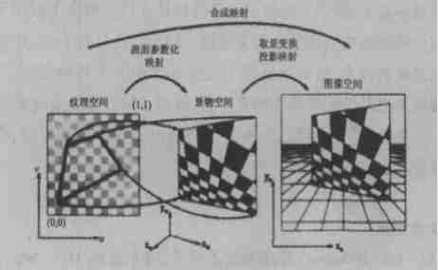 合成映射
曲面参数化
映射
取景变换
投影映射
纹理空间
(1,1)
景物空间
图像空间
(0,0)